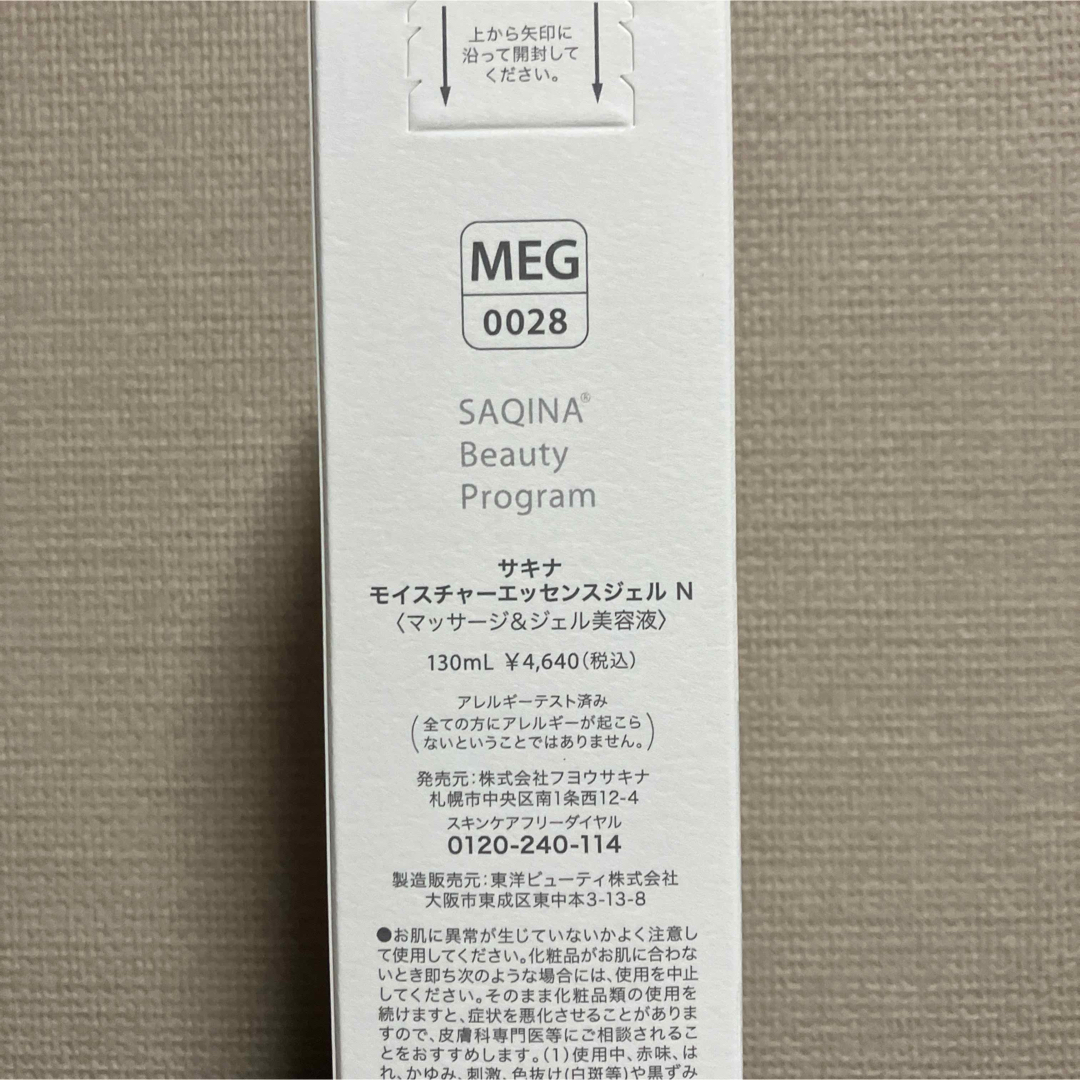 上から矢印に
沿って開封して
ください。
MEG
0028
SAQINA®
Beauty
Program
サキナ
モイスチャーエッセンスジェル N
〈マッサージ&ジェル美容液〉
130mL ¥4,640(税込)
アレルギーテスト済み
(全ての方にアレルギーが起こら
ないということではありません。)
発売元:株式会社フヨウサキナ
札幌市中央区南1条西12-4
スキンケアフリーダイヤル
0120-240-114
製造販売元:東洋ビューティ株式会社
大阪市東成区東中本3-13-8
●お肌に異常が生じていないかよく注意し
て使用してください。化粧品がお肌に合わな
いとき即ち次のような場合には、使用を中止
してください。そのまま化粧品類の使用を
続けますと、症状を悪化させることがありま
すので、皮膚科専門医等にご相談されるこ
とをおすすめします。(1)使用中、赤味、は
れ、かゆみ、刺激、色抜け(白斑等)や黒ずみ